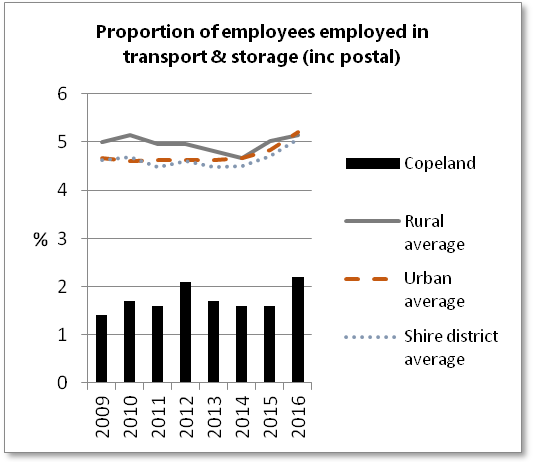 Proportion of employees employed in
transport & storage (inc postal)
6
5
4
3
2
1
0
%
2009
2010
2011
2012
2013
2014
2015
2016
Copeland
Rural
average
Urban
average
Shire district
average